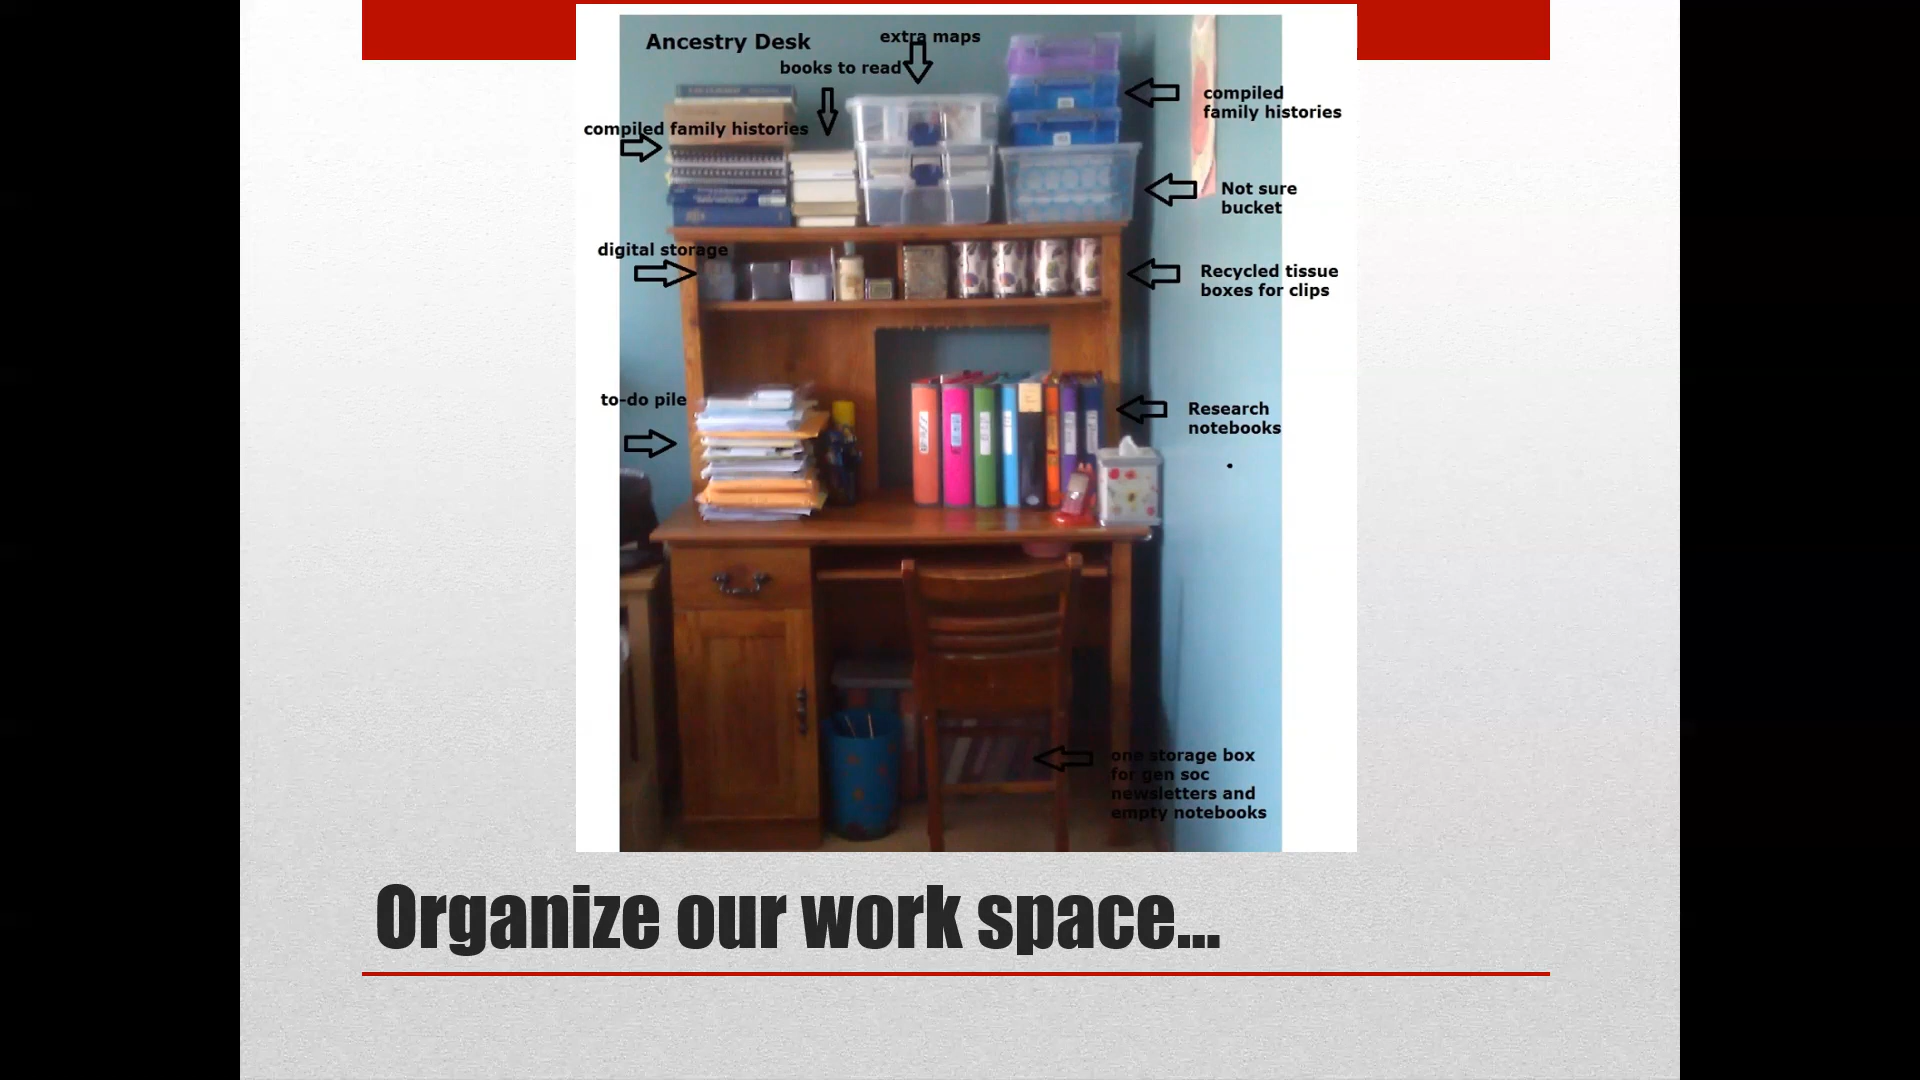 Ancestry Desk
extra maps
books to read
compiled
family histories
compiled family histories
Not sure
bucket
digital storage
Recycled tissue
boxes for clips
to-do pile
Research
notebooks
one storage box
for gen soc
newsletters and
empty notebooks
Organize our work space...